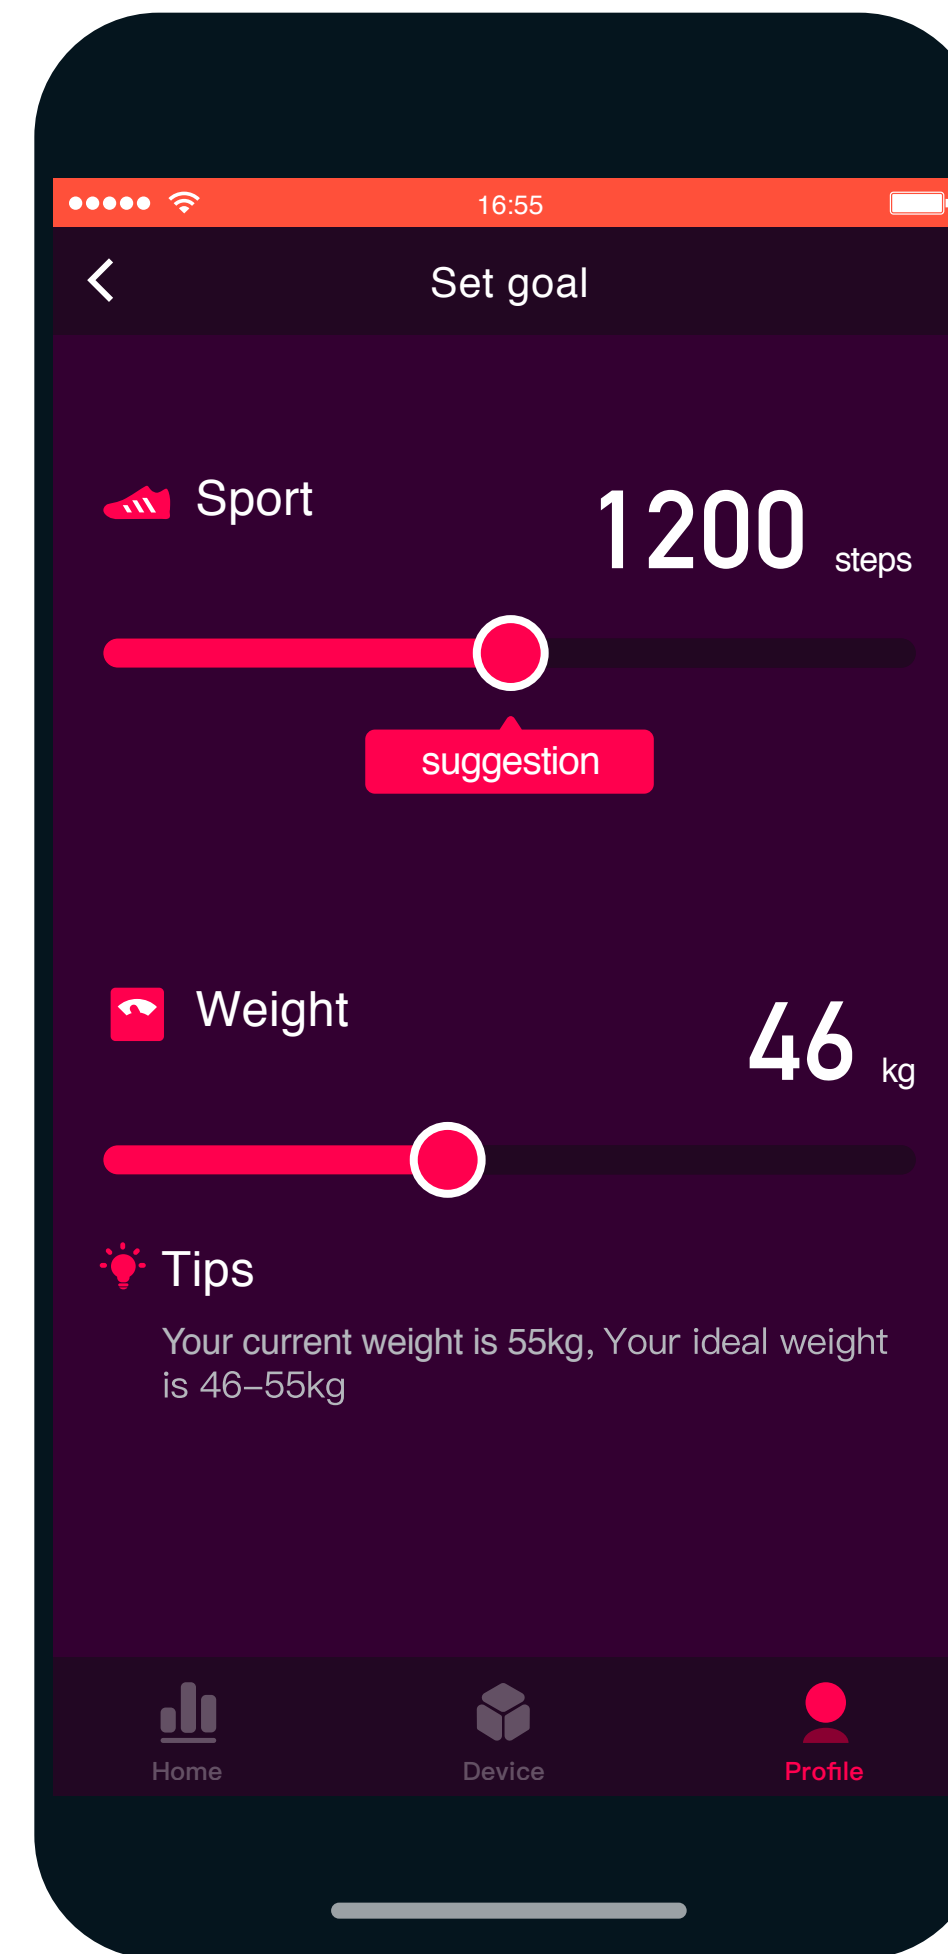 16:55
Set goal
Sport
1200 steps
suggestion
Weight
46 kg
Tips
Your current weight is 55kg, Your ideal weight
is 46–55kg
Home Device Profile